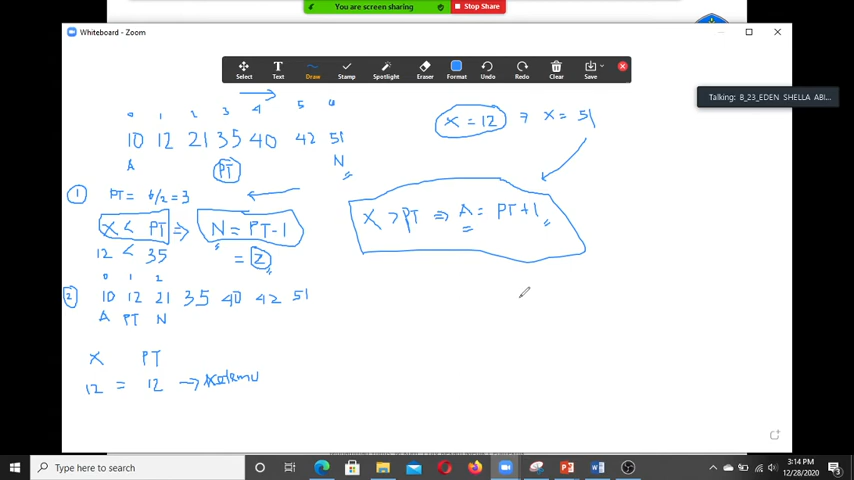 You are screen sharing
Stop Share
Whiteboard - Zoom
Select Text Draw Stamp Spotlight Eraser Format Undo Redo Clear Save
Talking: B_23_EDEN SHELLA ABI...
0 1 2 3 4 5 6
10 12 21 35 40 42 51
A PT N
X = 12 ⇒ X = 51
1 PT = 6/2 = 3
X < PT ⇒ N = PT-1
12 < 35 = 2
X > PT ⇒ A = PT+1
0 1 2
2 10 12 21 35 40 42 51
A PT N
X PT
12 = 12 →
Type here to search
3:14 PM
12/28/2020
3